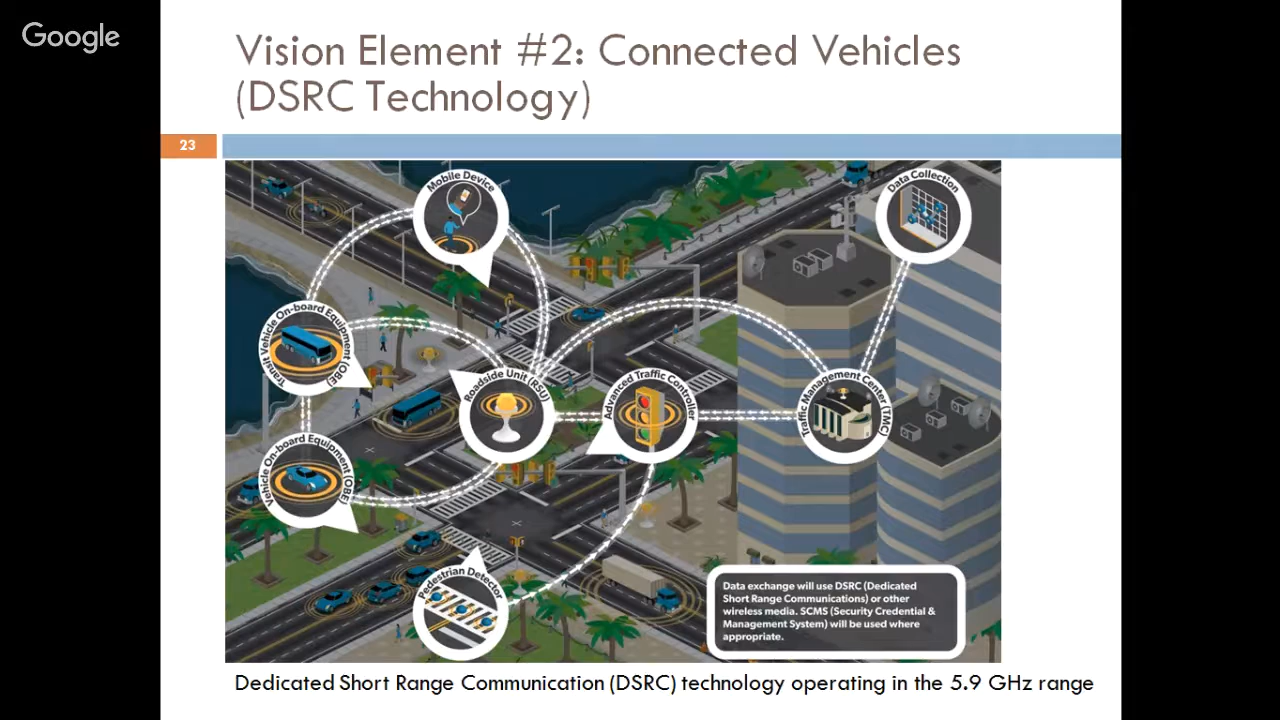 Google
Vision Element #2: Connected Vehicles
(DSRC Technology)
23
Mobile Device
Data Collection
Transit Vehicle On-board Equipment (OBE)
Roadside Unit (RSU)
Advanced Traffic Controller
Traffic Management Center (TMC)
Vehicle On-board Equipment (OBE)
Pedestrian Detector
Data exchange will use DSRC (Dedicated
Short Range Communications) or other
wireless media. SCMS (Security Credential &
Management System) will be used where
appropriate.
Dedicated Short Range Communication (DSRC) technology operating in the 5.9 GHz range